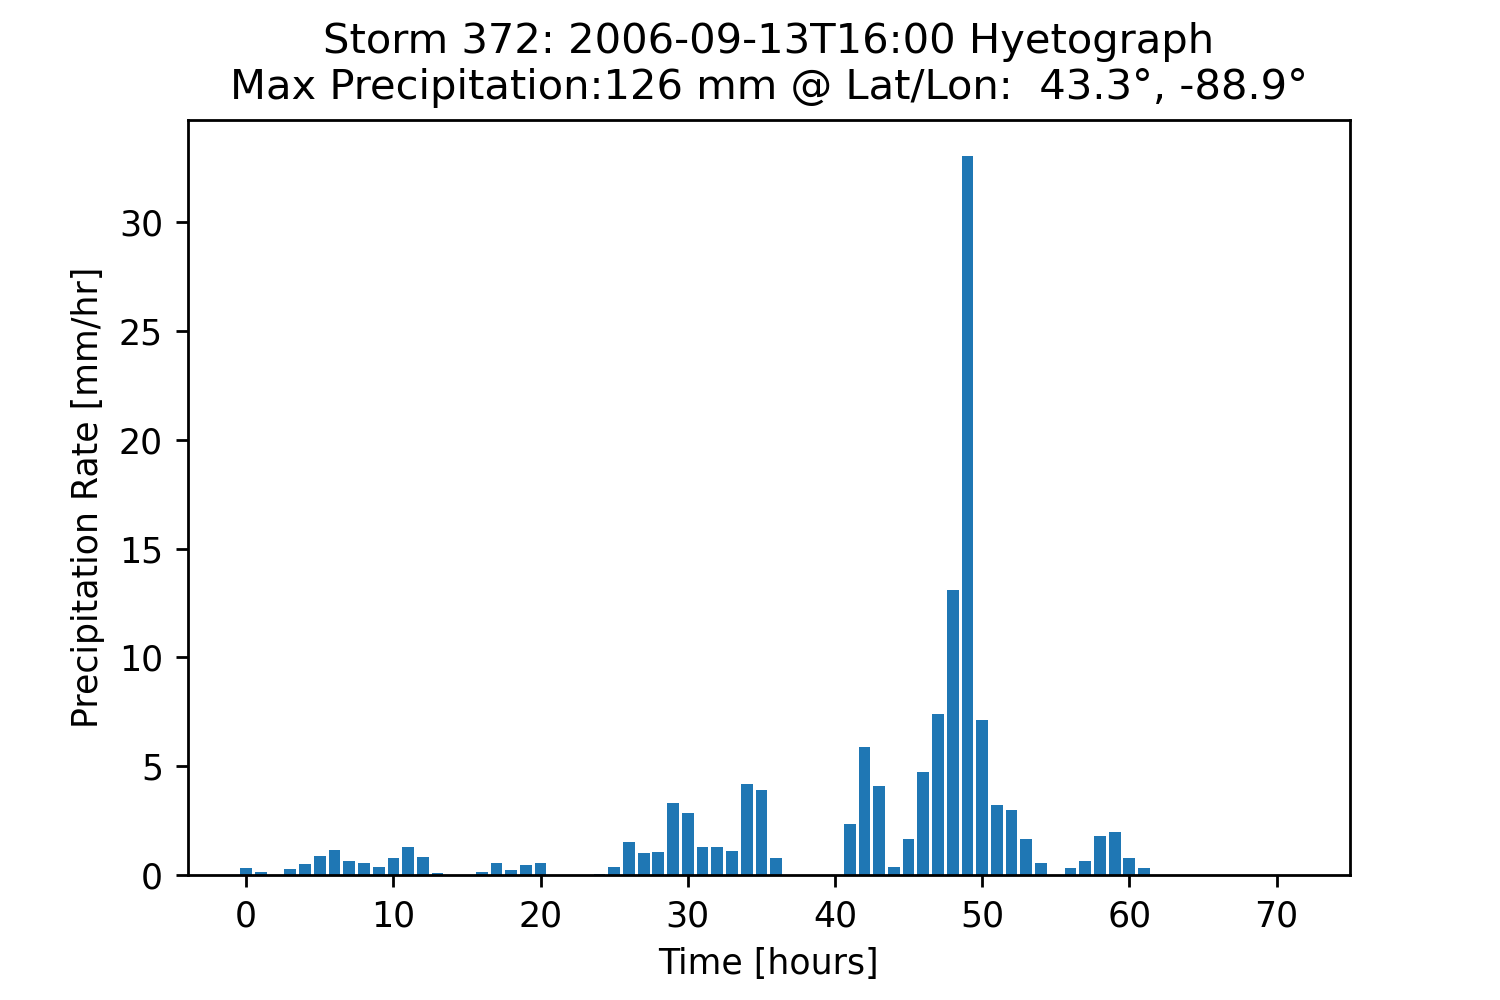 Storm 372: 2006-09-13T16:00 Hyetograph
Max Precipitation:126 mm @ Lat/Lon:  43.3°, -88.9°
Precipitation Rate [mm/hr]
30
25
20
15
10
5
0
0 10 20 30 40 50 60 70
Time [hours]